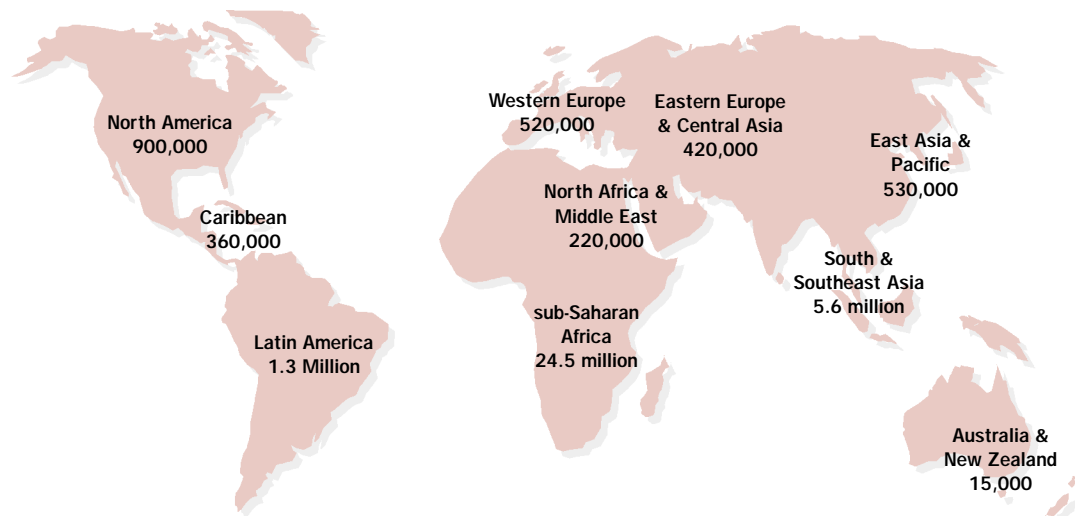 North America
900,000
Caribbean
360,000
Latin America
1.3 Million
Western Europe
520,000
Eastern Europe
& Central Asia
420,000
North Africa &
Middle East
220,000
sub-Saharan
Africa
24.5 million
East Asia &
Pacific
530,000
South &
Southeast Asia
5.6 million
Australia &
New Zealand
15,000